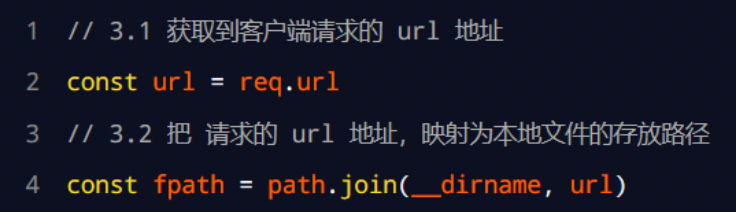 1 // 3.1 获取到客户端请求的 url 地址
2 const url = req.url
3 // 3.2 把 请求的 url 地址，映射为本地文件的存放路径
4 const fpath = path.join(__dirname, url)